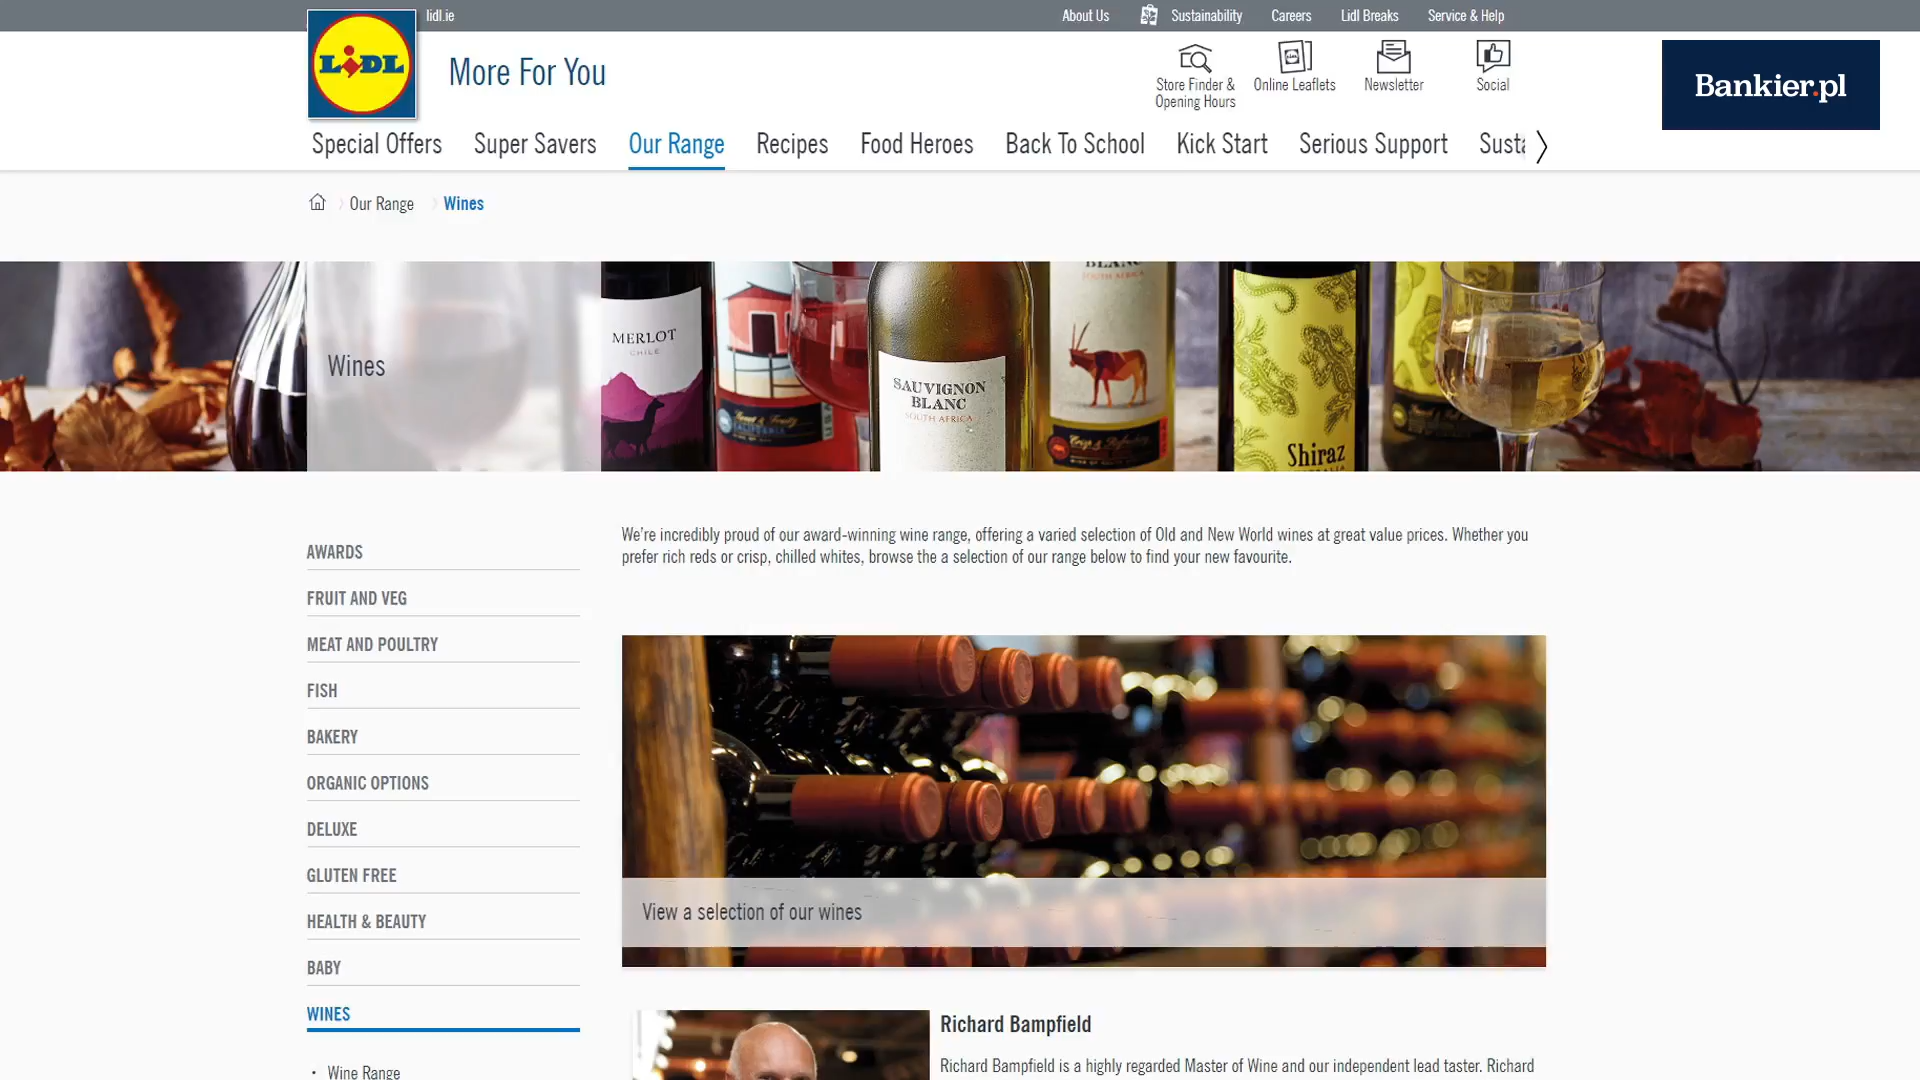 lidl.ie
About Us
Sustainability
Careers
Lidl Breaks
Service & Help
LIDL
More For You
Store Finder &
Opening Hours
Online Leaflets
Newsletter
Social
Bankier.pl
Special Offers
Super Savers
Our Range
Recipes
Food Heroes
Back To School
Kick Start
Serious Support
Susta
Our Range
Wines
Wines
MERLOT
CHILE
CALIFORNIA
SAUVIGNON
BLANC
SOUTH AFRICA
BLANC
SOUTH AFRICA
Crisp & Refreshing
Shiraz
We're incredibly proud of our award-winning wine range, offering a varied selection of Old and New World wines at great value prices. Whether you
prefer rich reds or crisp, chilled whites, browse the a selection of our range below to find your new favourite.
AWARDS
FRUIT AND VEG
MEAT AND POULTRY
FISH
BAKERY
ORGANIC OPTIONS
DELUXE
GLUTEN FREE
HEALTH & BEAUTY
BABY
WINES
Wine Range
View a selection of our wines
Richard Bampfield
Richard Bampfield is a highly regarded Master of Wine and our independent lead taster. Richard